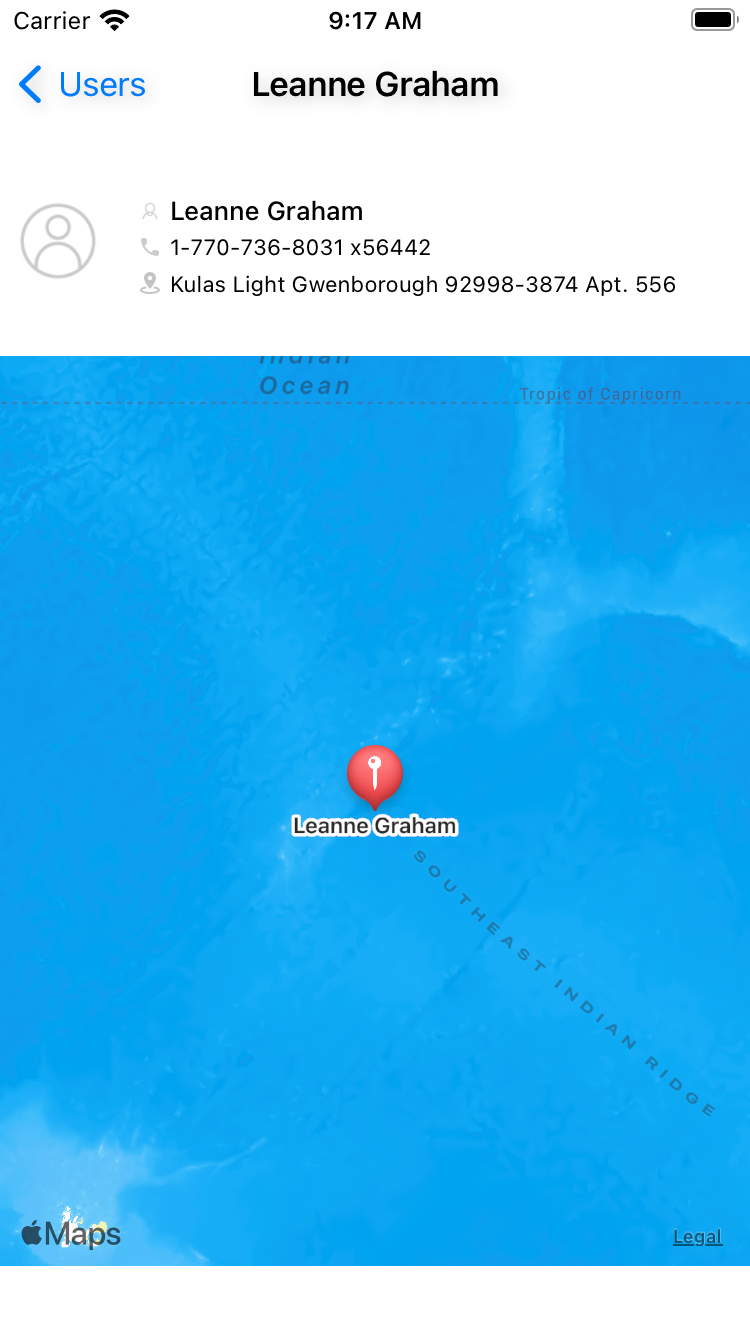 Carrier 9:17 AM
Users Leanne Graham
Leanne Graham
1-770-736-8031 x56442
Kulas Light Gwenborough 92998-3874 Apt. 556
Indian
Ocean
Tropic of Capricorn
Leanne Graham
SOUTHEAST INDIAN RIDGE
Maps
Legal